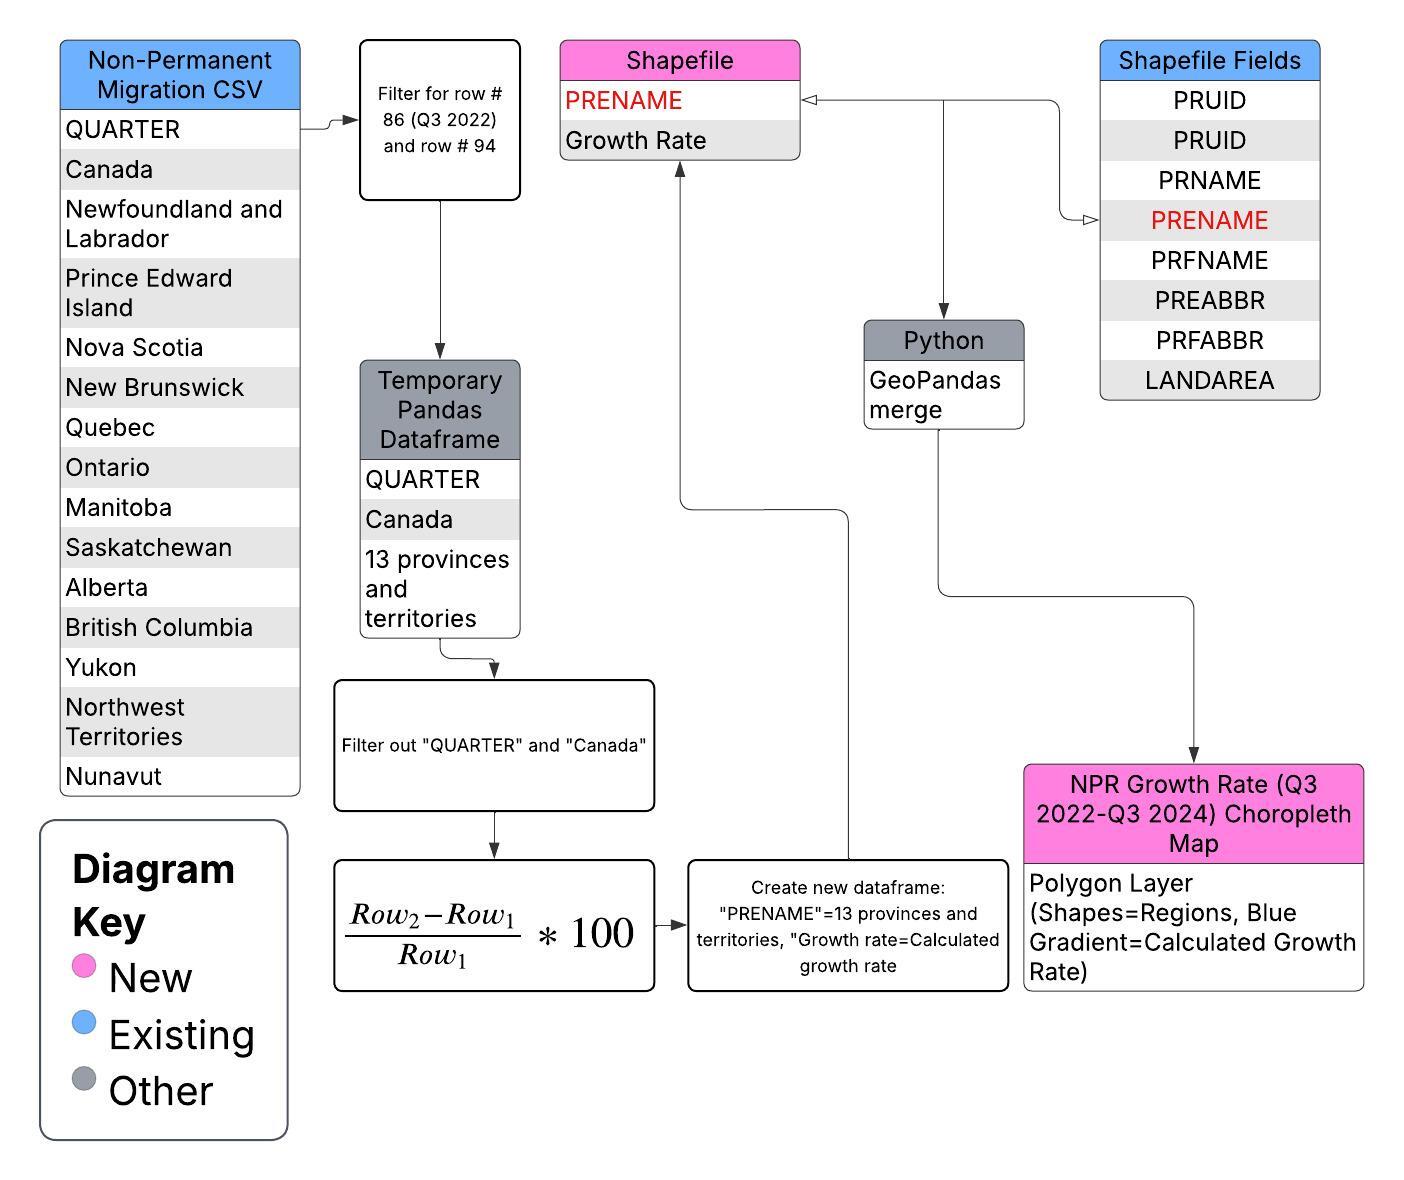 Non-Permanent
Migration CSV
QUARTER
Canada
Newfoundland and
Labrador
Prince Edward
Island
Nova Scotia
New Brunswick
Quebec
Ontario
Manitoba
Saskatchewan
Alberta
British Columbia
Yukon
Northwest
Territories
Nunavut
Filter for row #
86 (Q3 2022)
and row # 94
Temporary
Pandas
Dataframe
QUARTER
Canada
13 provinces
and
territories
Filter out "QUARTER" and "Canada"
Row₂−Row₁
Row₁
* 100
Create new dataframe:
"PRENAME"=13 provinces and
territories, "Growth rate=Calculated
growth rate
Shapefile
PRENAME
Growth Rate
Shapefile Fields
PRUID
PRUID
PRNAME
PRENAME
PRFNAME
PREABBR
PRFABBR
LANDAREA
Python
GeoPandas
merge
NPR Growth Rate (Q3
2022-Q3 2024) Choropleth
Map
Polygon Layer
(Shapes=Regions, Blue
Gradient=Calculated Growth
Rate)
Diagram
Key
New
Existing
Other